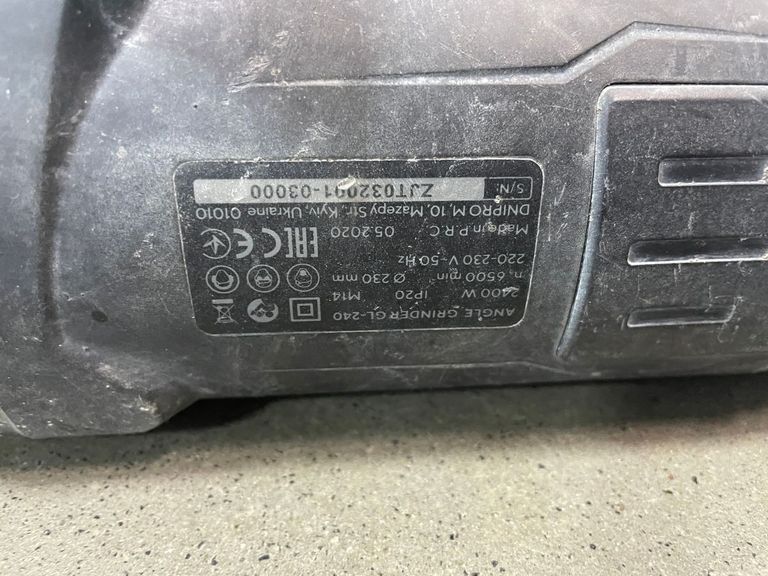 ANGLE GRINDER GL-240
2400 W IP20 M14
n. 6500 min⁻¹ Ø 230 mm
220-230 V~50 Hz
Made in P.R.C. 05.2020
DNIPRO M, 10, Mazepy Str., Kyiv, Ukraine 01010
S/N: ZJT032001-03000